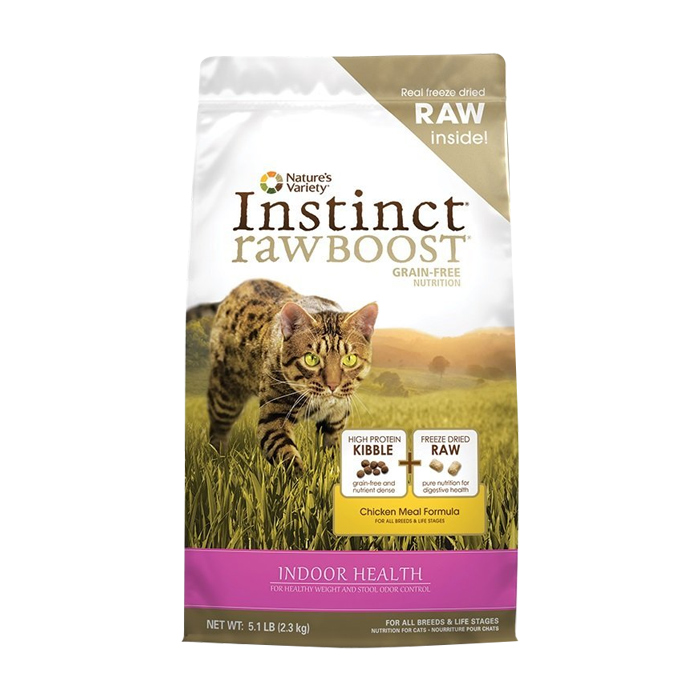 Real freeze dried
RAW
inside!
Nature's
Variety
Instinct
rawBOOST
GRAIN-FREE
NUTRITION
HIGH PROTEIN
KIBBLE
grain-free and
nutrient dense
+
FREEZE DRIED
RAW
pure nutrition for
digestive health
Chicken Meal Formula
FOR ALL BREEDS & LIFE STAGES
INDOOR HEALTH
FOR HEALTHY WEIGHT AND STOOL ODOR CONTROL
NET WT: 5.1 LB (2.3 kg)
FOR ALL BREEDS & LIFE STAGES
NUTRITION FOR CATS • NOURRITURE POUR CHATS